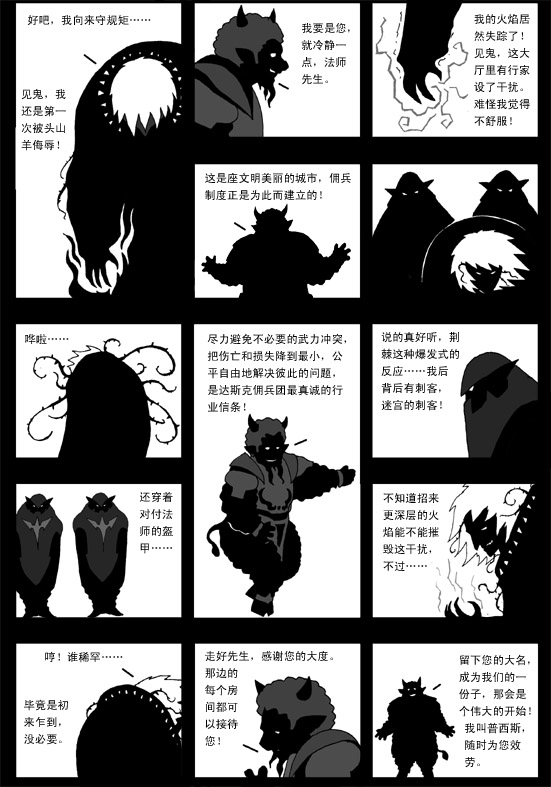 好吧，我向来守规矩……
见鬼，我
还是第一
次被头山
羊侮辱！
我要是您，
就冷静一
点，法师
先生。
我的火焰居
然失踪了！
见鬼，这大
厅里有行家
设了干扰。
难怪我觉得
不舒服！
这是座文明美丽的城市，佣兵
制度正是为此而建立的！
哗啦……
尽力避免不必要的武力冲突，
把伤亡和损失降到最小，公
平自由地解决彼此的问题，
是达斯克佣兵团最真诚的行
业信条！
说的真好听，荆
棘这种爆发式的
反应……我后
背后有刺客，
迷宫的刺客！
还穿着
对付法
师的盔
甲……
不知道招来
更深层的火
焰能不能摧
毁这干扰，
不过……
哼！谁稀罕……
毕竟是初
来乍到，
没必要。
走好先生，感谢您的大度。
那边的
每个房
间都可
以接待
您！
留下您的大名，
成为我们的一
份子，那会是
个伟大的开始！
我叫普西斯，
随时为您效
劳。